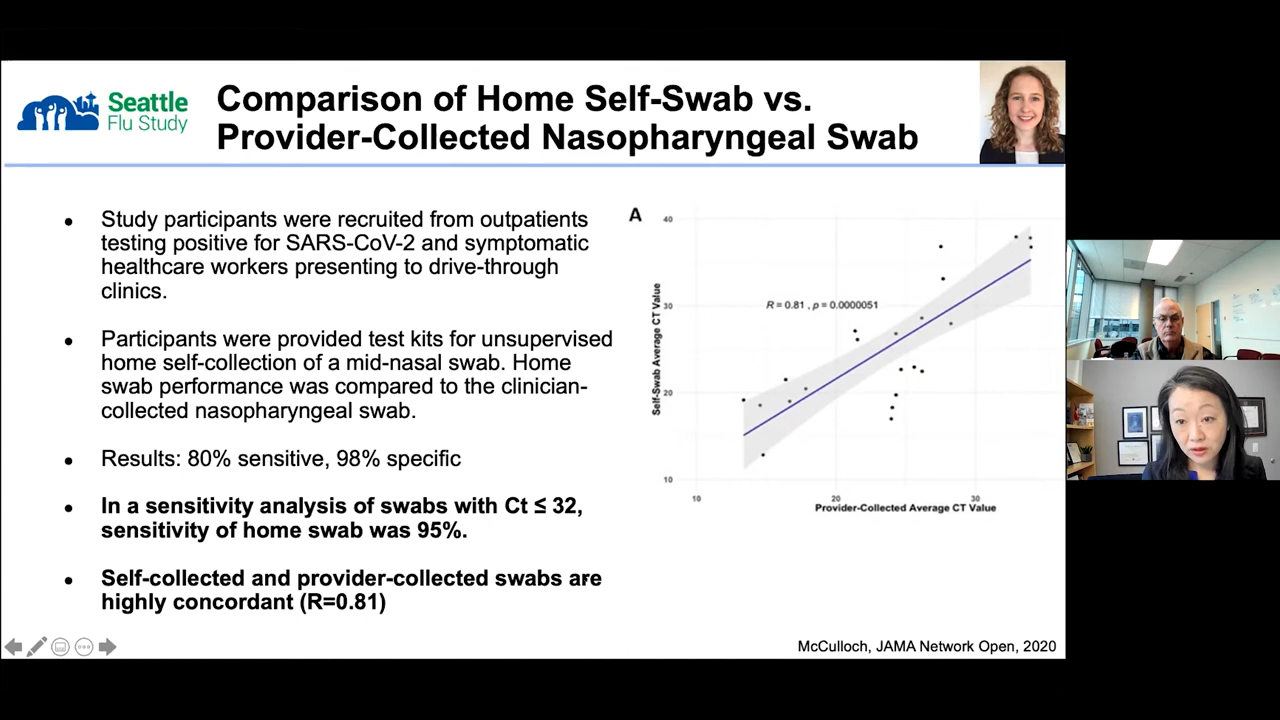 Seattle
Flu Study
Comparison of Home Self-Swab vs.
Provider-Collected Nasopharyngeal Swab
• Study participants were recruited from outpatients
testing positive for SARS-CoV-2 and symptomatic
healthcare workers presenting to drive-through
clinics.
• Participants were provided test kits for unsupervised
home self-collection of a mid-nasal swab. Home
swab performance was compared to the clinician-
collected nasopharyngeal swab.
• Results: 80% sensitive, 98% specific
• In a sensitivity analysis of swabs with Ct ≤ 32,
sensitivity of home swab was 95%.
• Self-collected and provider-collected swabs are
highly concordant (R=0.81)
A
40
30
20
10
Self-Swab Average CT Value
R = 0.81 , p = 0.0000051
10 20 30
Provider-Collected Average CT Value
McCulloch, JAMA Network Open, 2020